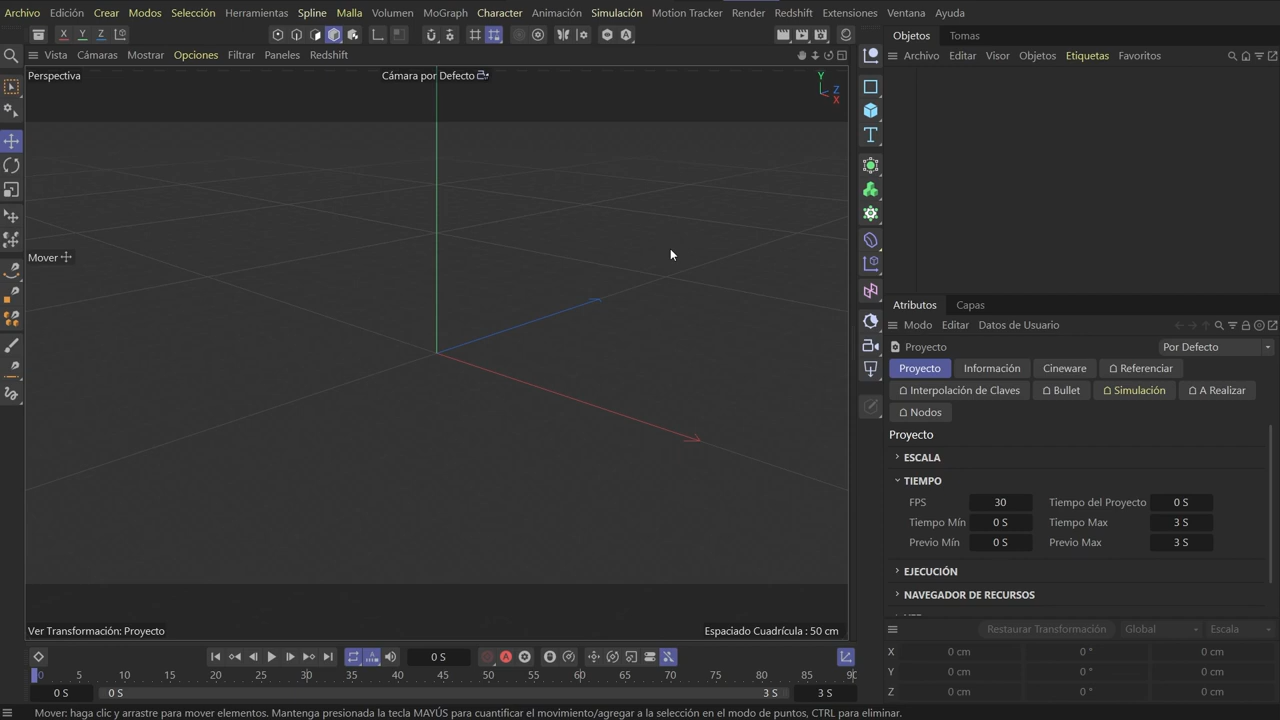 Archivo Edición Crear Modos Selección Herramientas Spline Malla Volumen MoGraph Character Animación Simulación Motion Tracker Render Redshift Extensiones Ventana Ayuda
X Y Z
Objetos Tomas
Vista Cámaras Mostrar Opciones Filtrar Paneles Redshift
Archivo Editar Visor Objetos Etiquetas Favoritos
Perspectiva
Cámara por Defecto
Y
Z
X
Mover
Atributos Capas
Modo Editar Datos de Usuario
Proyecto
Por Defecto
Proyecto Información Cineware Referenciar
Interpolación de Claves Bullet Simulación A Realizar
Nodos
Proyecto
ESCALA
TIEMPO
FPS 30 Tiempo del Proyecto 0 S
Tiempo Mín 0 S Tiempo Max 3 S
Previo Mín 0 S Previo Max 3 S
EJECUCIÓN
NAVEGADOR DE RECURSOS
Ver Transformación: Proyecto
Espaciado Cuadrícula : 50 cm
Restaurar Transformación Global Escala
0 S
X 0 cm 0 ° 0 cm
Y 0 cm 0 ° 0 cm
Z 0 cm 0 ° 0 cm
0 5 10 15 20 25 30 35 40 45 50 55 60 65 70 75 80 85 90
0 S 0 S 3 S 3 S
Mover: haga clic y arrastre para mover elementos. Mantenga presionada la tecla MAYÚS para cuantificar el movimiento/agregar a la selección en el modo de puntos, CTRL para eliminar.